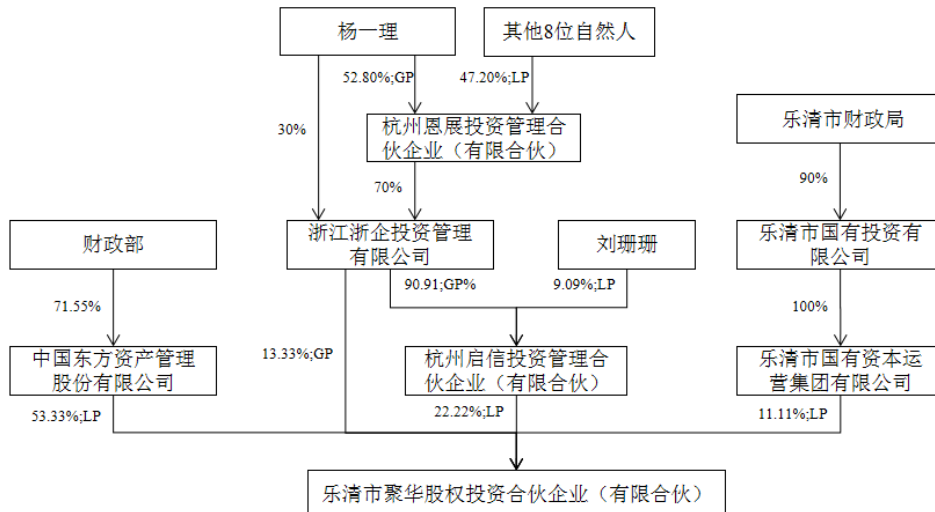 杨一理
其他8位自然人
52.80%;GP
47.20%;LP
30%
杭州恩展投资管理合
伙企业（有限合伙）
乐清市财政局
70%
90%
财政部
浙江浙企投资管理
有限公司
刘珊珊
乐清市国有投资有
限公司
90.91;GP%
9.09%;LP
71.55%
100%
13.33%;GP
中国东方资产管理
股份有限公司
杭州启信投资管理合
伙企业（有限合伙）
乐清市国有资本运
营集团有限公司
53.33%;LP
22.22%;LP
11.11%;LP
乐清市聚华股权投资合伙企业（有限合伙）